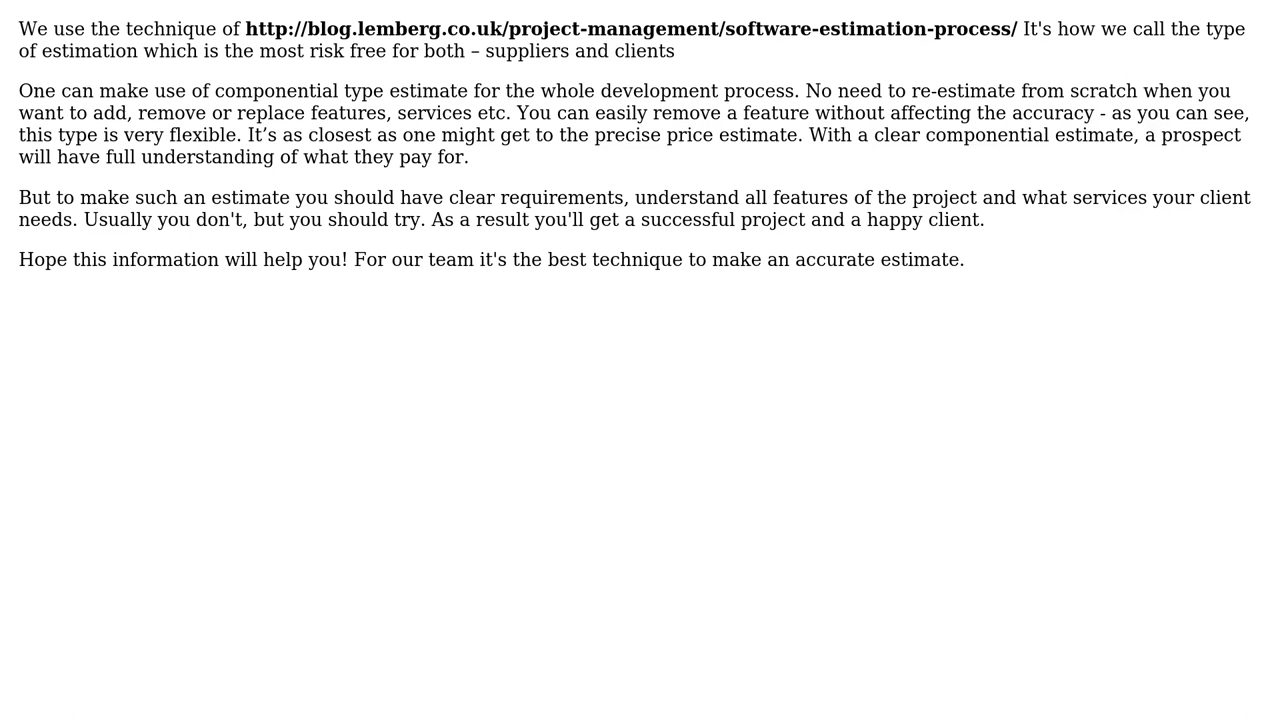 We use the technique of http://blog.lemberg.co.uk/project-management/software-estimation-process/ It's how we call the type
of estimation which is the most risk free for both – suppliers and clients
One can make use of componential type estimate for the whole development process. No need to re-estimate from scratch when you
want to add, remove or replace features, services etc. You can easily remove a feature without affecting the accuracy - as you can see,
this type is very flexible. It’s as closest as one might get to the precise price estimate. With a clear componential estimate, a prospect
will have full understanding of what they pay for.
But to make such an estimate you should have clear requirements, understand all features of the project and what services your client
needs. Usually you don't, but you should try. As a result you'll get a successful project and a happy client.
Hope this information will help you! For our team it's the best technique to make an accurate estimate.